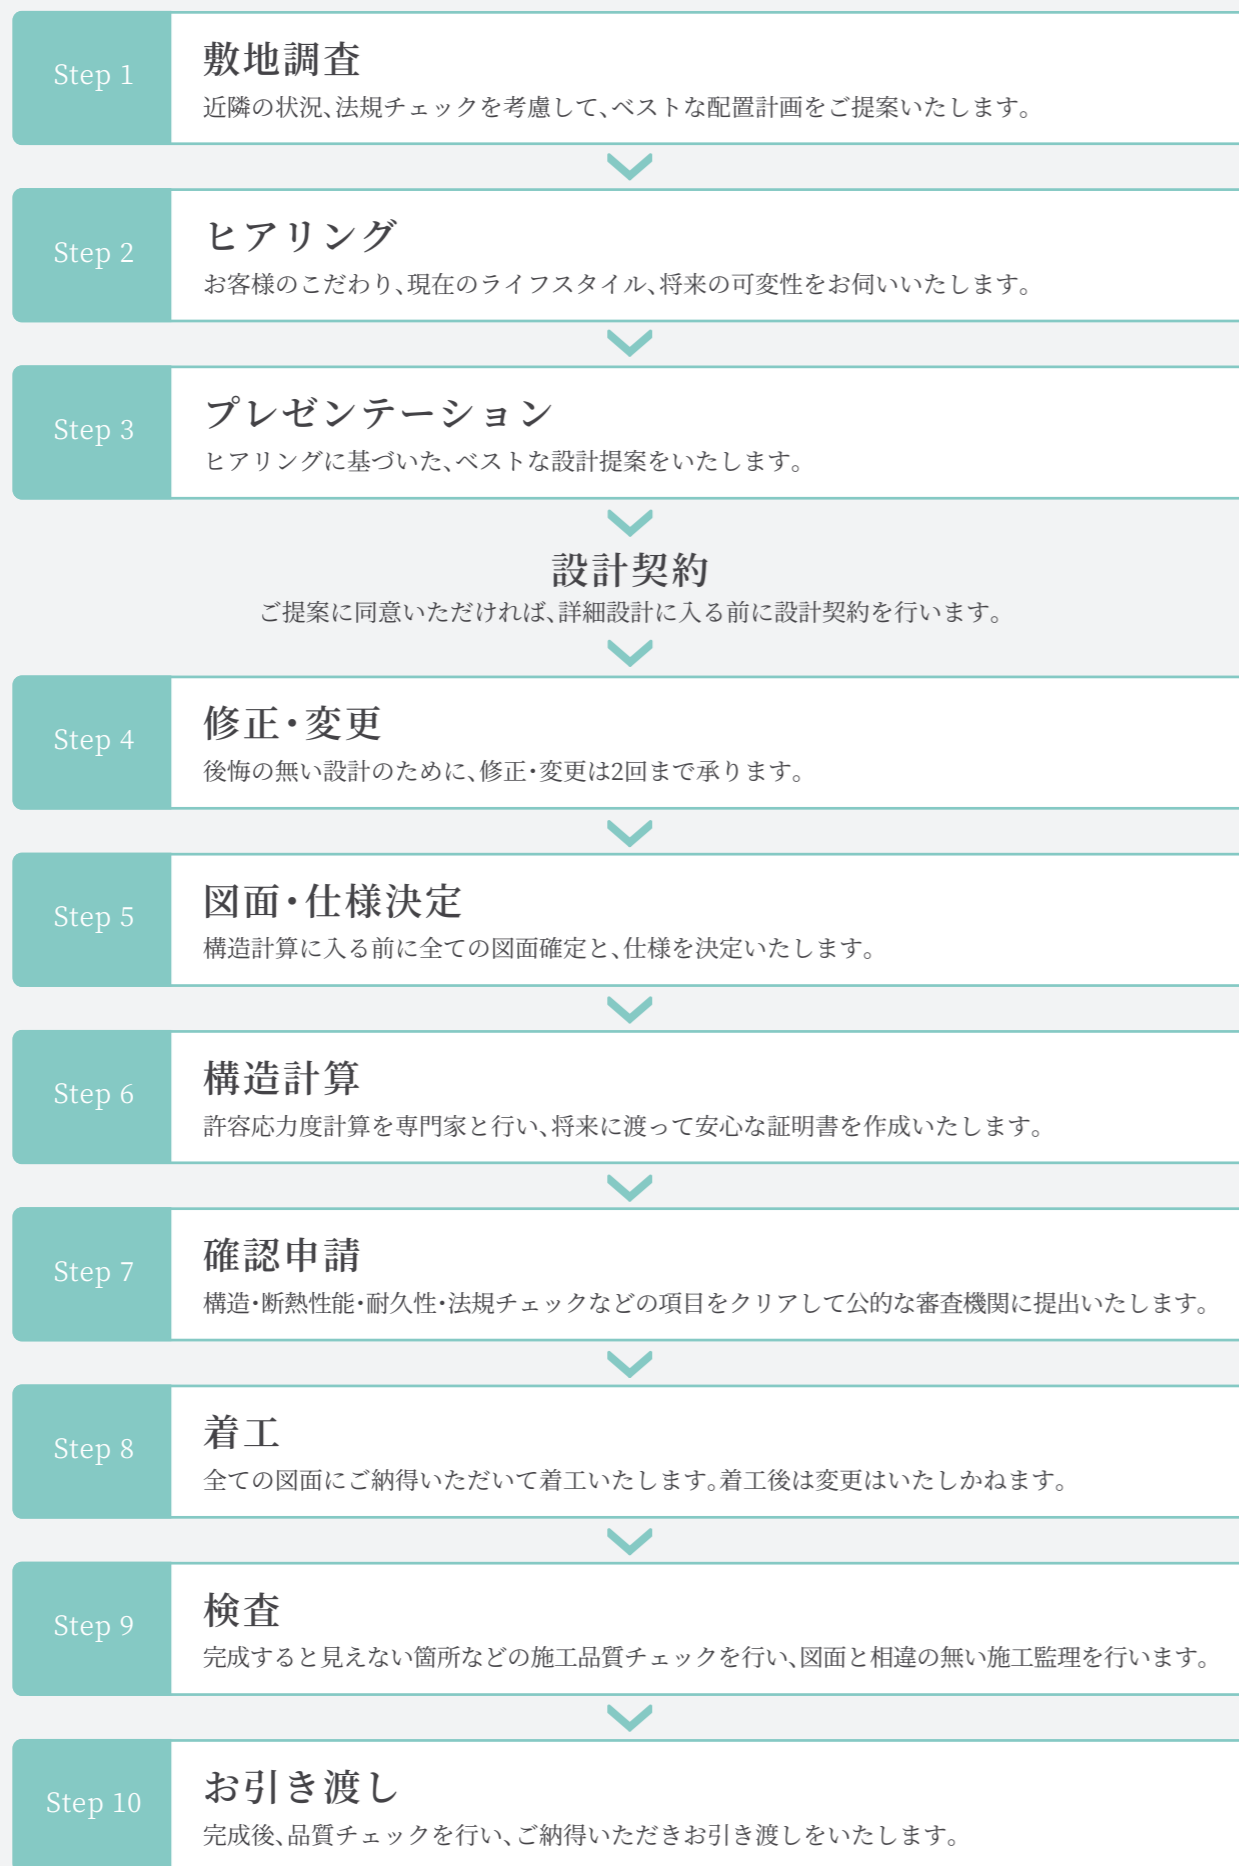 Step 1
敷地調査
近隣の状況、法規チェックを考慮して、ベストな配置計画をご提案いたします。
Step 2
ヒアリング
お客様のこだわり、現在のライフスタイル、将来の可変性をお伺いいたします。
Step 3
プレゼンテーション
ヒアリングに基づいた、ベストな設計提案をいたします。
設計契約
ご提案に同意いただければ、詳細設計に入る前に設計契約を行います。
Step 4
修正・変更
後悔の無い設計のために、修正・変更は2回まで承ります。
Step 5
図面・仕様決定
構造計算に入る前に全ての図面確定と、仕様を決定いたします。
Step 6
構造計算
許容応力度計算を専門家と行い、将来に渡って安心な証明書を作成いたします。
Step 7
確認申請
構造・断熱性能・耐久性・法規チェックなどの項目をクリアして公的な審査機関に提出いたします。
Step 8
着工
全ての図面にご納得いただいて着工いたします。着工後は変更はいたしかねます。
Step 9
検査
完成すると見えない箇所などの施工品質チェックを行い、図面と相違の無い施工監理を行います。
Step 10
お引き渡し
完成後、品質チェックを行い、ご納得いただきお引き渡しをいたします。